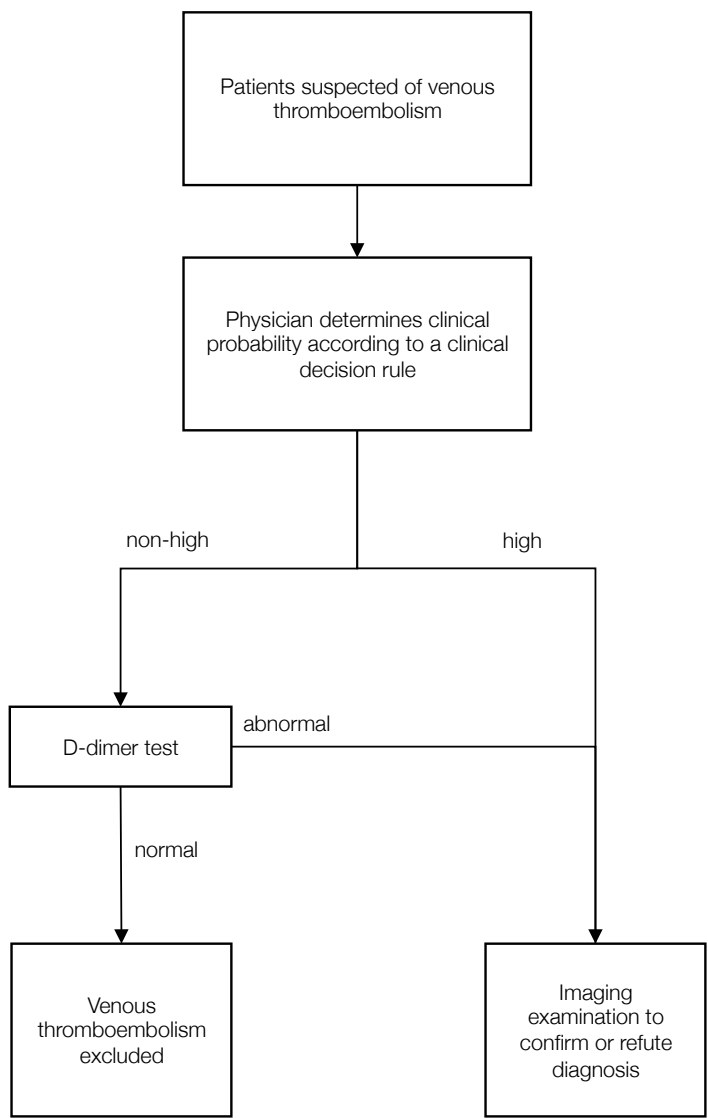 Patients suspected of venous
thromboembolism
Physician determines clinical
probability according to a clinical
decision rule
non-high
high
D-dimer test
abnormal
normal
Venous
thromboembolism
excluded
Imaging
examination to
confirm or refute
diagnosis